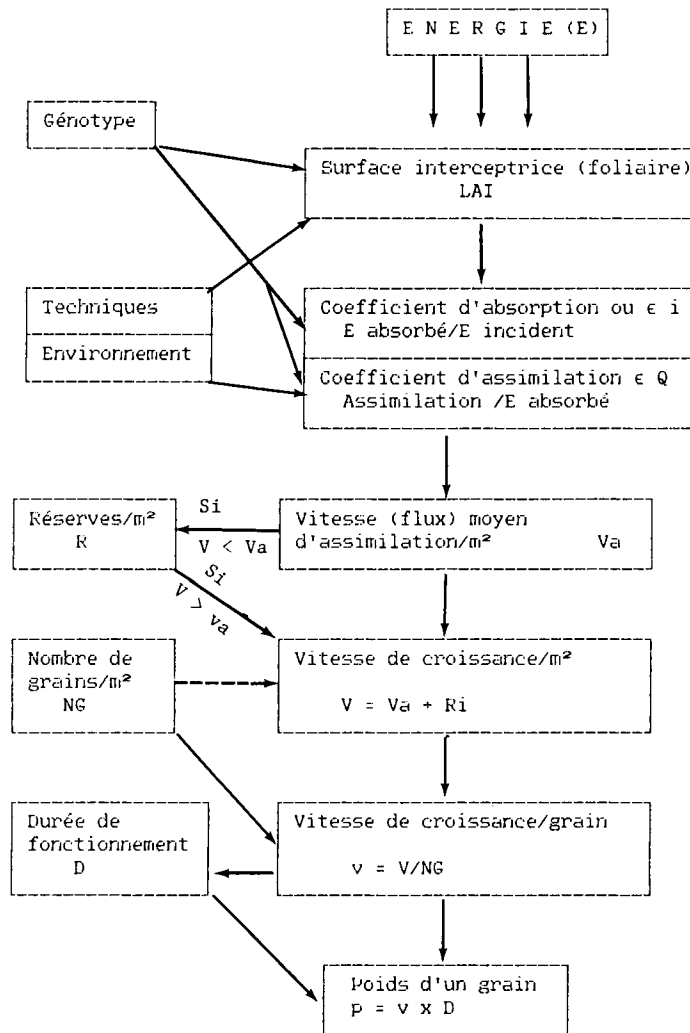 E N E R G I E (E)
Génotype
Surface interceptrice (foliaire)
LAI
Techniques
Environnement
Coefficient d'absorption ou ε i
E absorbé/E incident
Coefficient d'assimilation ε Q
Assimilation /E absorbé
Réserves/m²
R
Si
V < Va
Vitesse (flux) moyen
d'assimilation/m² Va
Si
V > va
Nombre de
grains/m²
NG
Vitesse de croissance/m²
V = Va + Ri
Durée de
fonctionnement
D
Vitesse de croissance/grain
v = V/NG
Poids d'un grain
p = v x D